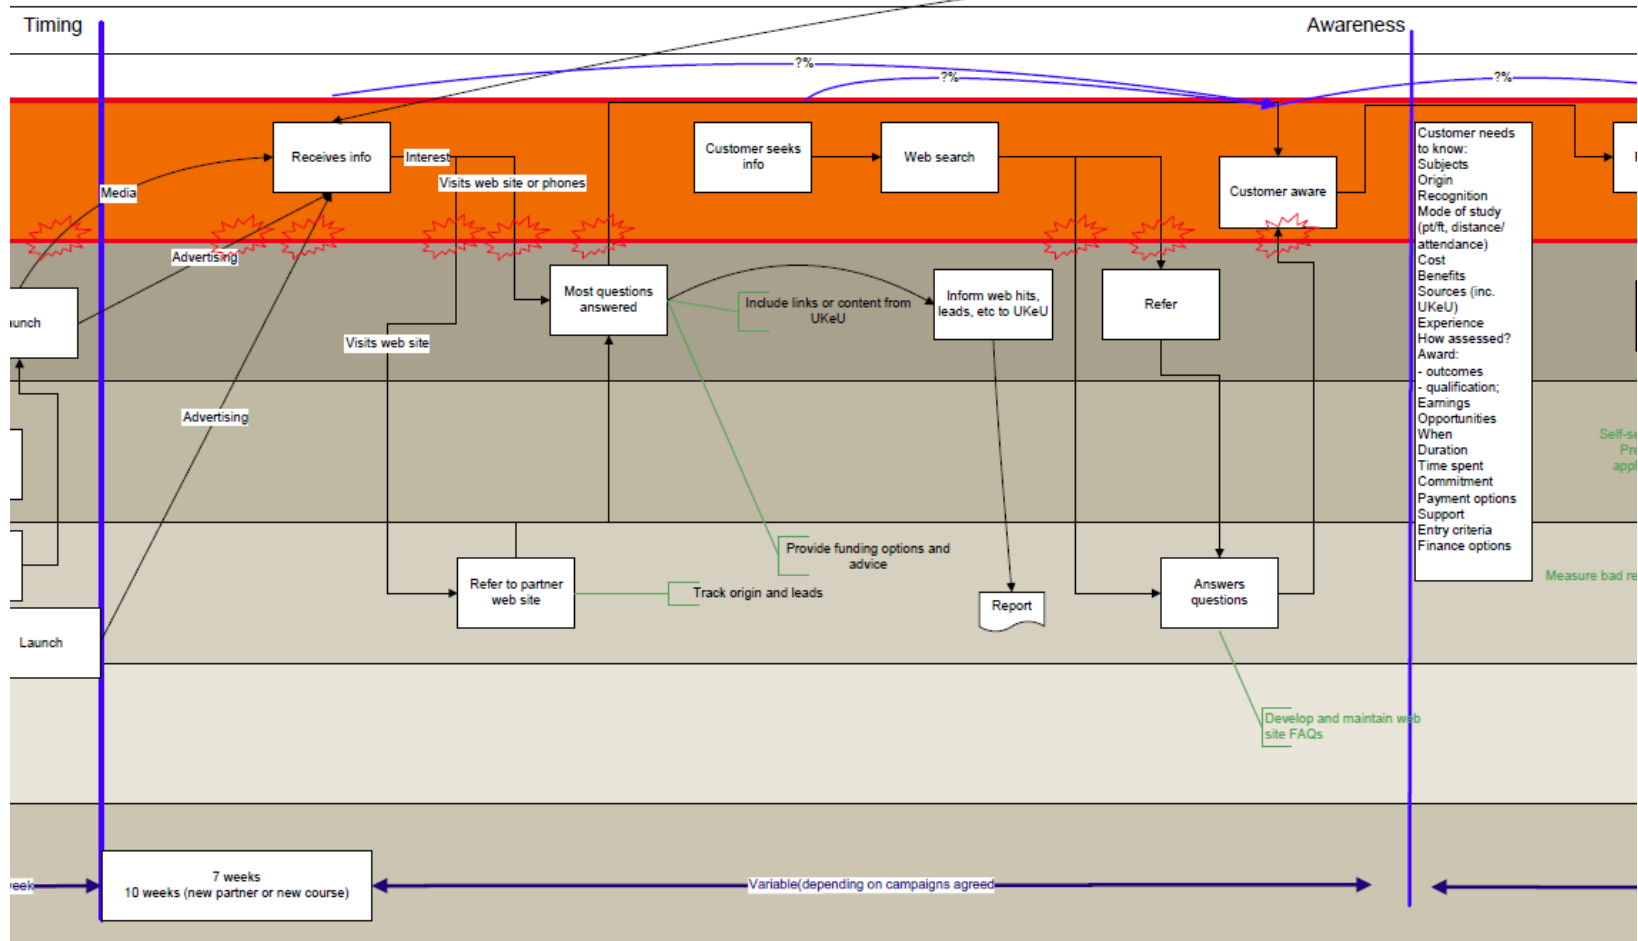 Timing
Awareness
?%
?%
?%
Receives info
Interest
Visits web site or phones
Media
Advertising
Customer seeks
info
Web search
Customer aware
Customer needs
to know:
Subjects
Origin
Recognition
Mode of study
(pt/ft, distance/
attendance)
Cost
Benefits
Sources (inc.
UKeU)
Experience
How assessed?
Award:
- outcomes
- qualification;
Earnings
Opportunities
When
Duration
Time spent
Commitment
Payment options
Support
Entry criteria
Finance options
Most questions
answered
Include links or content from
UKeU
Inform web hits,
leads, etc to UKeU
Refer
Visits web site
Advertising
Provide funding options and
advice
Refer to partner
web site
Track origin and leads
Report
Answers
questions
Measure bad
Launch
Develop and maintain web
site FAQs
7 weeks
10 weeks (new partner or new course)
Variable(depending on campaigns agreed